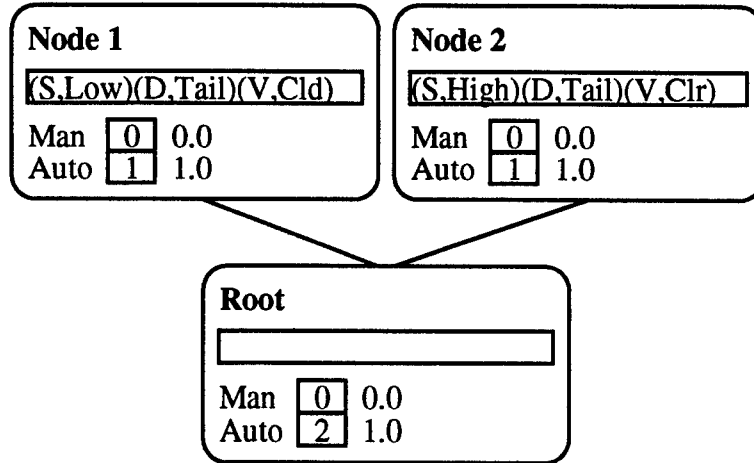 Node 1
(S,Low)(D,Tail)(V,Cld)
Man 0 0.0
Auto 1 1.0
Node 2
(S,High)(D,Tail)(V,Clr)
Man 0 0.0
Auto 1 1.0
Root
Man 0 0.0
Auto 2 1.0